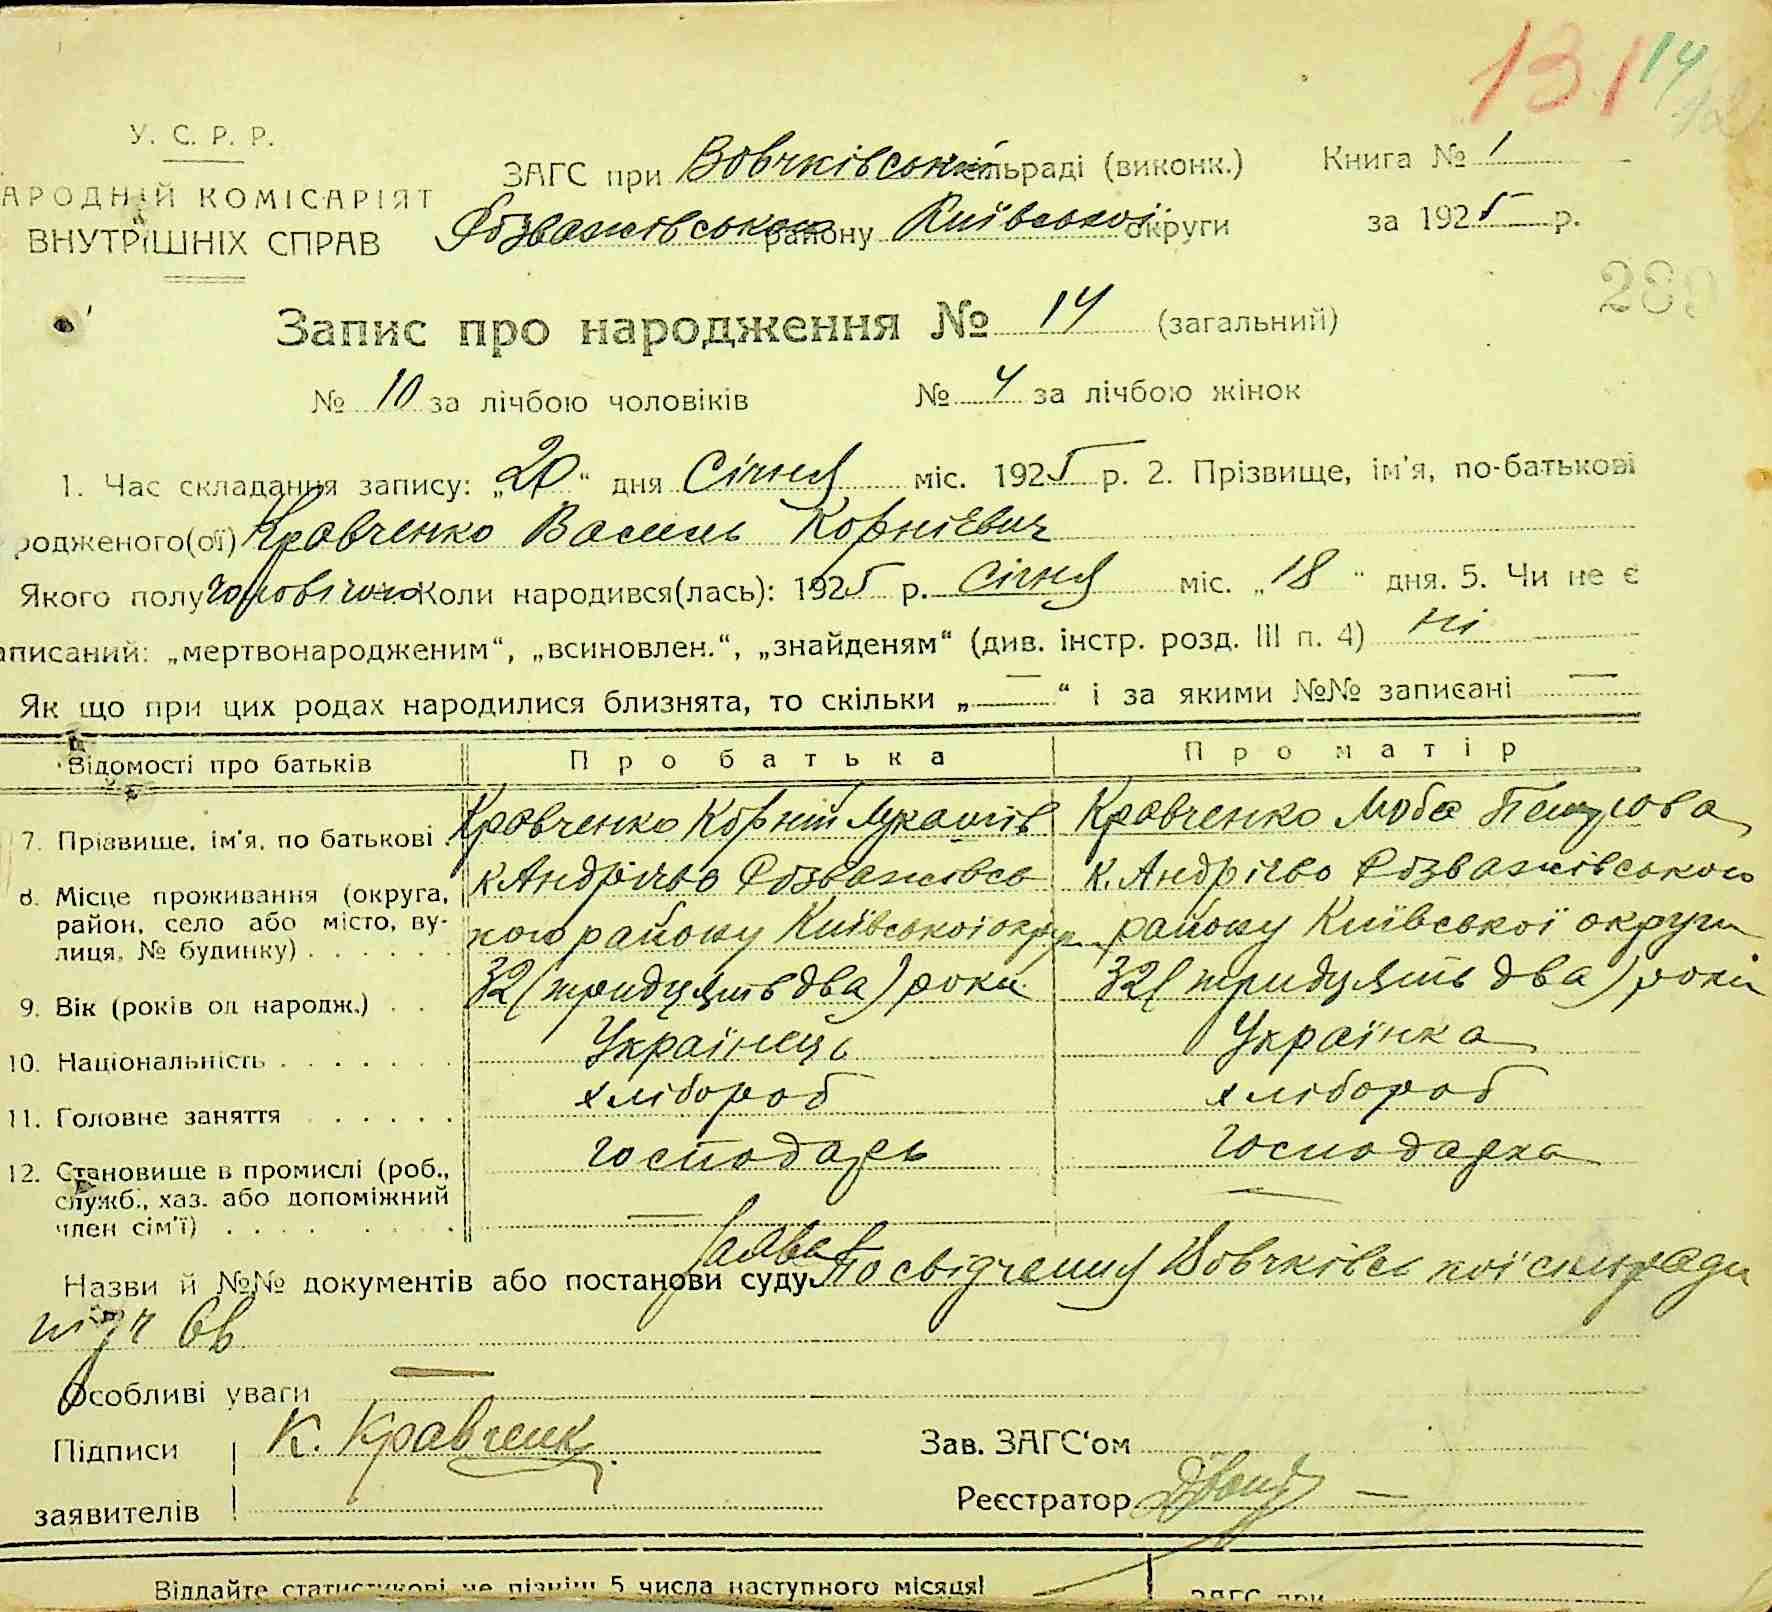 131 14
У. С. Р. Р.
АРОДНІЙ КОМІСАРІЯТ
ВНУТРІШНІХ СПРАВ
ЗАГС при Вовчківській сільраді (виконк.) Книга № 1
Розважівського району Київської округи за 1925 р.
Запис про народження № 14 (загальний)
№ 10 за лічбою чоловіків № 4 за лічбою жінок
1. Час складання запису: „20“ дня Січня міс. 1925 р. 2. Прізвище, ім'я, по-батькові
родженого(ої) Кравченко Василь Корнієвич
Якого полу чоловічого Коли народився(лась): 1925 р. Січня міс. „18“ дня. 5. Чи не є
аписаний: „мертвонародженим“, „всиновлен.“, „знайденям“ (див. інстр. розд. III п. 4) ні
Як що при цих родах народилися близнята, то скільки „—“ і за якими №№ записані —
Відомості про батьків Про батька Про матір
7. Прізвище, ім'я, по батькові Кравченко Корній Лукашів Кравченко Люба
8. Місце проживання (округа, район, село або місто, вулиця, № будинку) к. Андріїво Розважівського району Київської округ к. Андріїво Розважівського району Київської округи
9. Вік (років од народж.) 32 (тридцять два) роки 32 (тридцять два) роки
10. Національність Українець Українка
11. Головне заняття хлібороб хлібороб
12. Становище в промислі (роб., служб., хаз. або допоміжний член сім'ї) господарь господарка
Назви й №№ документів або постанови суду Заява Посвідчення Вовчківської сильради
Особливі уваги —
Підписи К. Кравченк Зав. ЗАГС'ом
заявителів Реєстратор
Віддайте статистикові не пізніш 5 числа наступного місяця! ЗАГС при